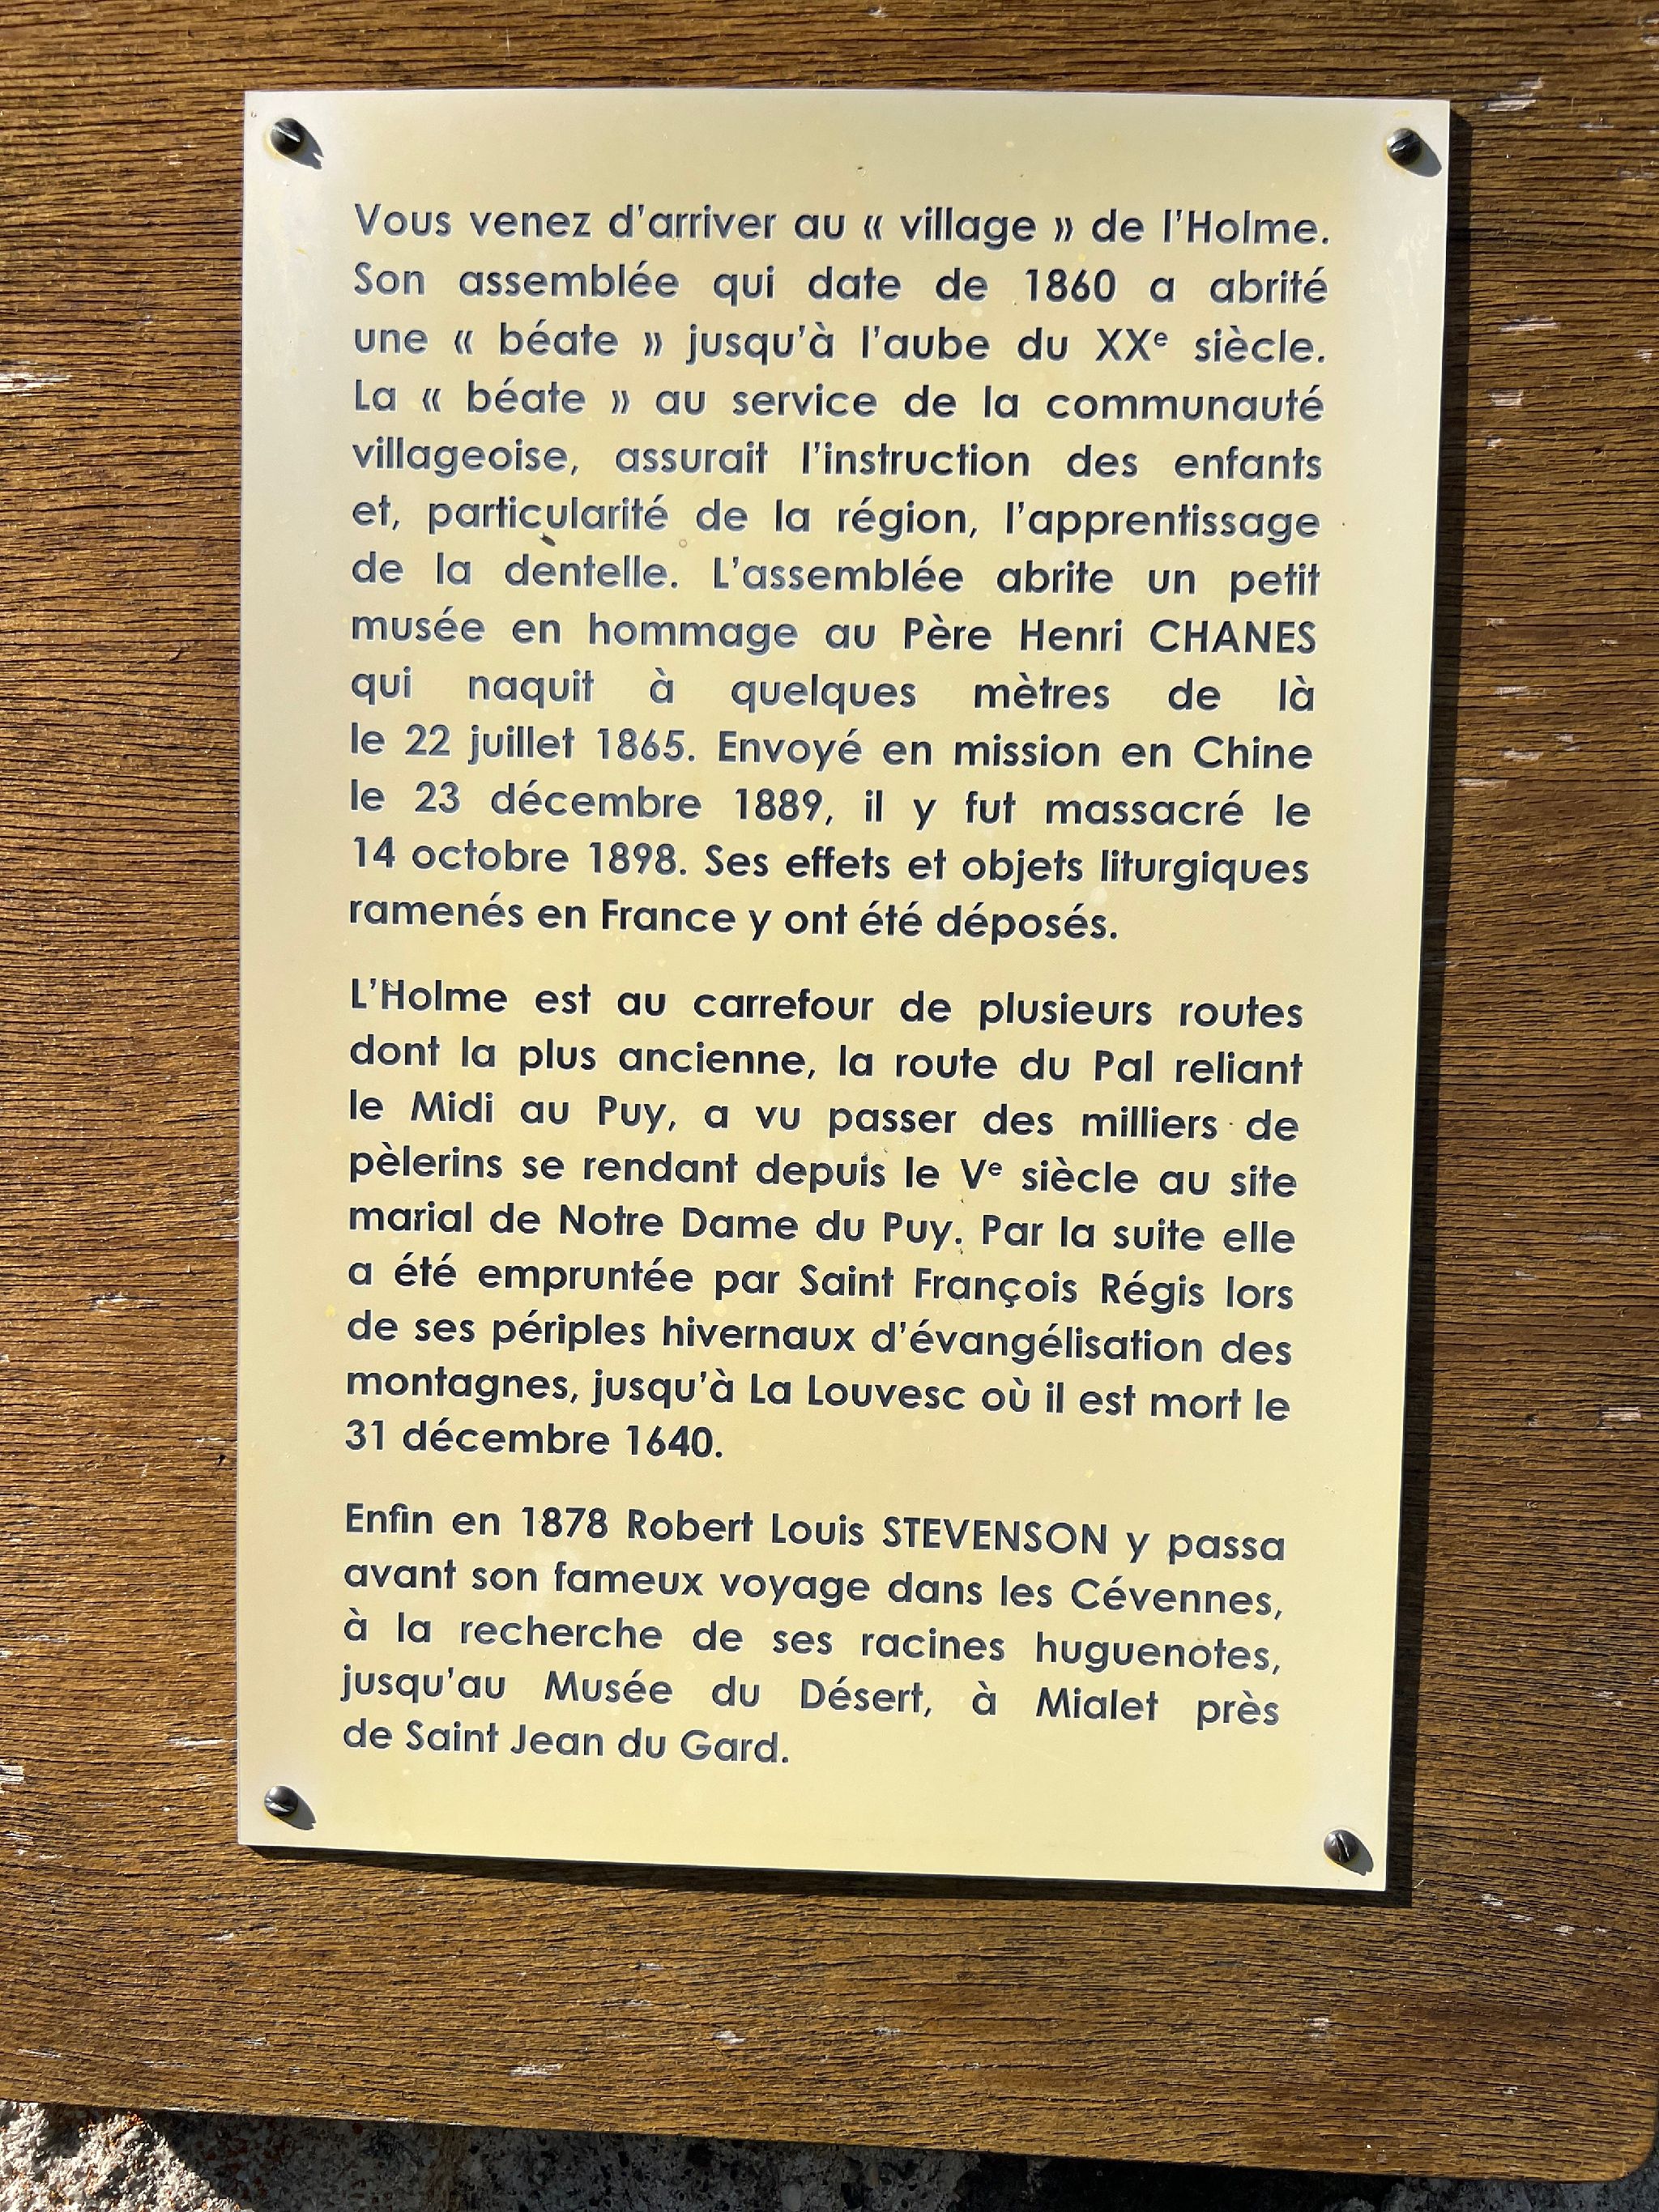 Vous venez d'arriver au « village » de l'Holme.
Son assemblée qui date de 1860 a abrité
une « béate » jusqu'à l'aube du XXe siècle.
La « béate » au service de la communauté
villageoise, assurait l'instruction des enfants
et, particularité de la région, l'apprentissage
de la dentelle. L'assemblée abrite un petit
musée en hommage au Père Henri CHANES
qui naquit à quelques mètres de là
le 22 juillet 1865. Envoyé en mission en Chine
le 23 décembre 1889, il y fut massacré le
14 octobre 1898. Ses effets et objets liturgiques
ramenés en France y ont été déposés.
L'Holme est au carrefour de plusieurs routes
dont la plus ancienne, la route du Pal reliant
le Midi au Puy, a vu passer des milliers de
pèlerins se rendant depuis le Ve siècle au site
marial de Notre Dame du Puy. Par la suite elle
a été empruntée par Saint François Régis lors
de ses périples hivernaux d'évangélisation des
montagnes, jusqu'à La Louvesc où il est mort le
31 décembre 1640.
Enfin en 1878 Robert Louis STEVENSON y passa
avant son fameux voyage dans les Cévennes,
à la recherche de ses racines huguenotes,
jusqu'au Musée du Désert, à Mialet près
de Saint Jean du Gard.